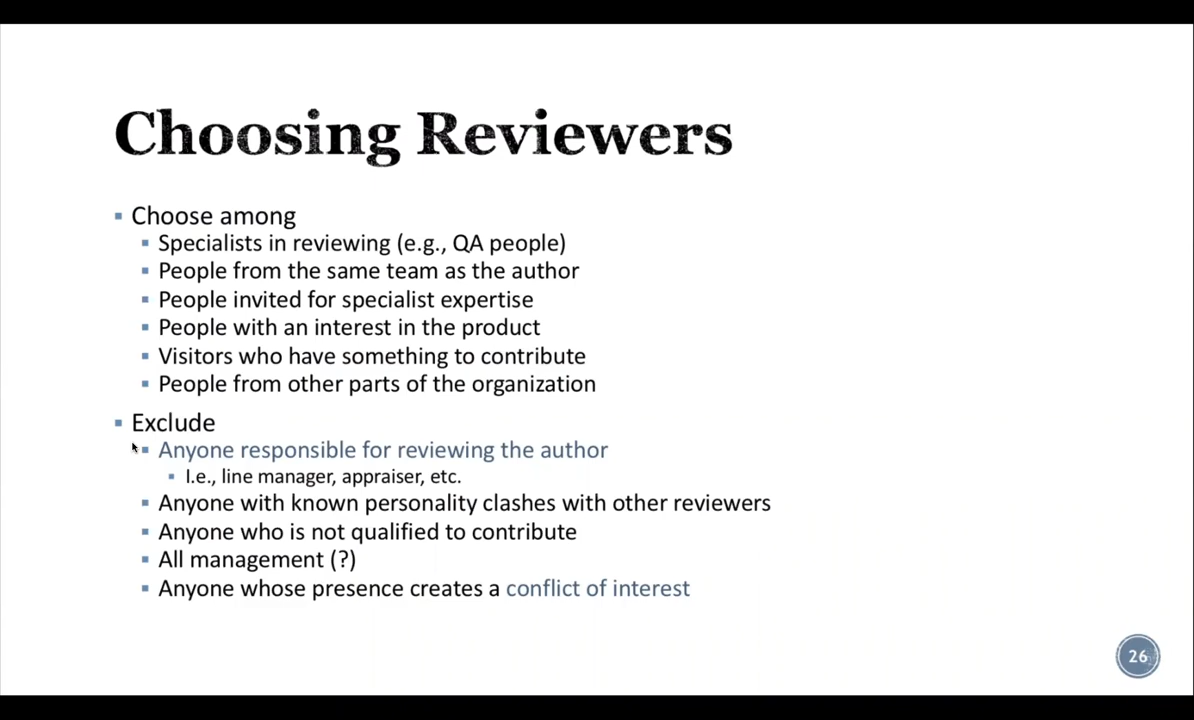 Choosing Reviewers
Choose among
Specialists in reviewing (e.g., QA people)
People from the same team as the author
People invited for specialist expertise
People with an interest in the product
Visitors who have something to contribute
People from other parts of the organization
Exclude
Anyone responsible for reviewing the author
I.e., line manager, appraiser, etc.
Anyone with known personality clashes with other reviewers
Anyone who is not qualified to contribute
All management (?)
Anyone whose presence creates a conflict of interest
26